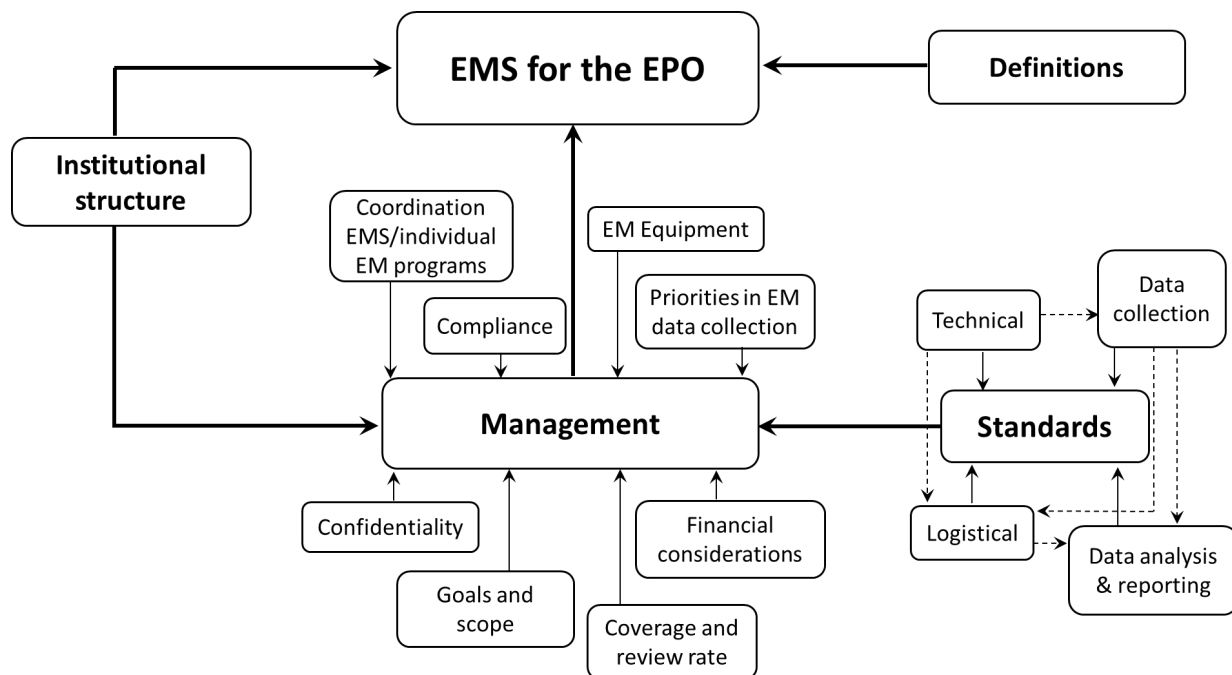 EMS for the EPO
Definitions
Institutional
structure
Coordination
EMS/individual
EM programs
EM Equipment
Compliance
Priorities in EM
data collection
Technical
Data
collection
Management
Standards
Confidentiality
Financial
considerations
Logistical
Data analysis
& reporting
Goals and
scope
Coverage and
review rate